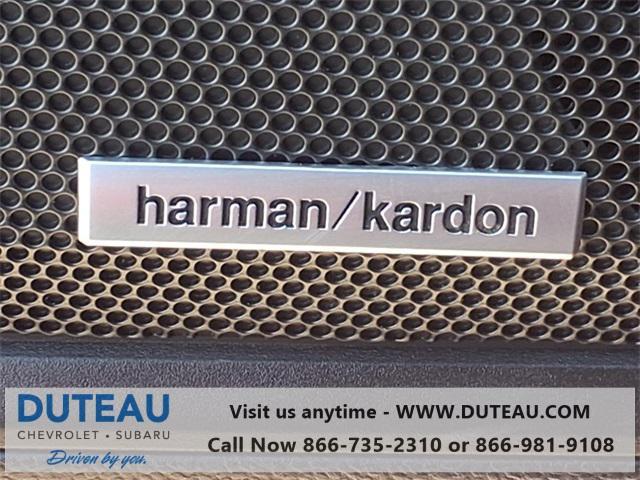 harman/kardon
DUTEAU
CHEVROLET • SUBARU
Driven by you.
Visit us anytime - WWW.DUTEAU.COM
Call Now 866-735-2310 or 866-981-9108